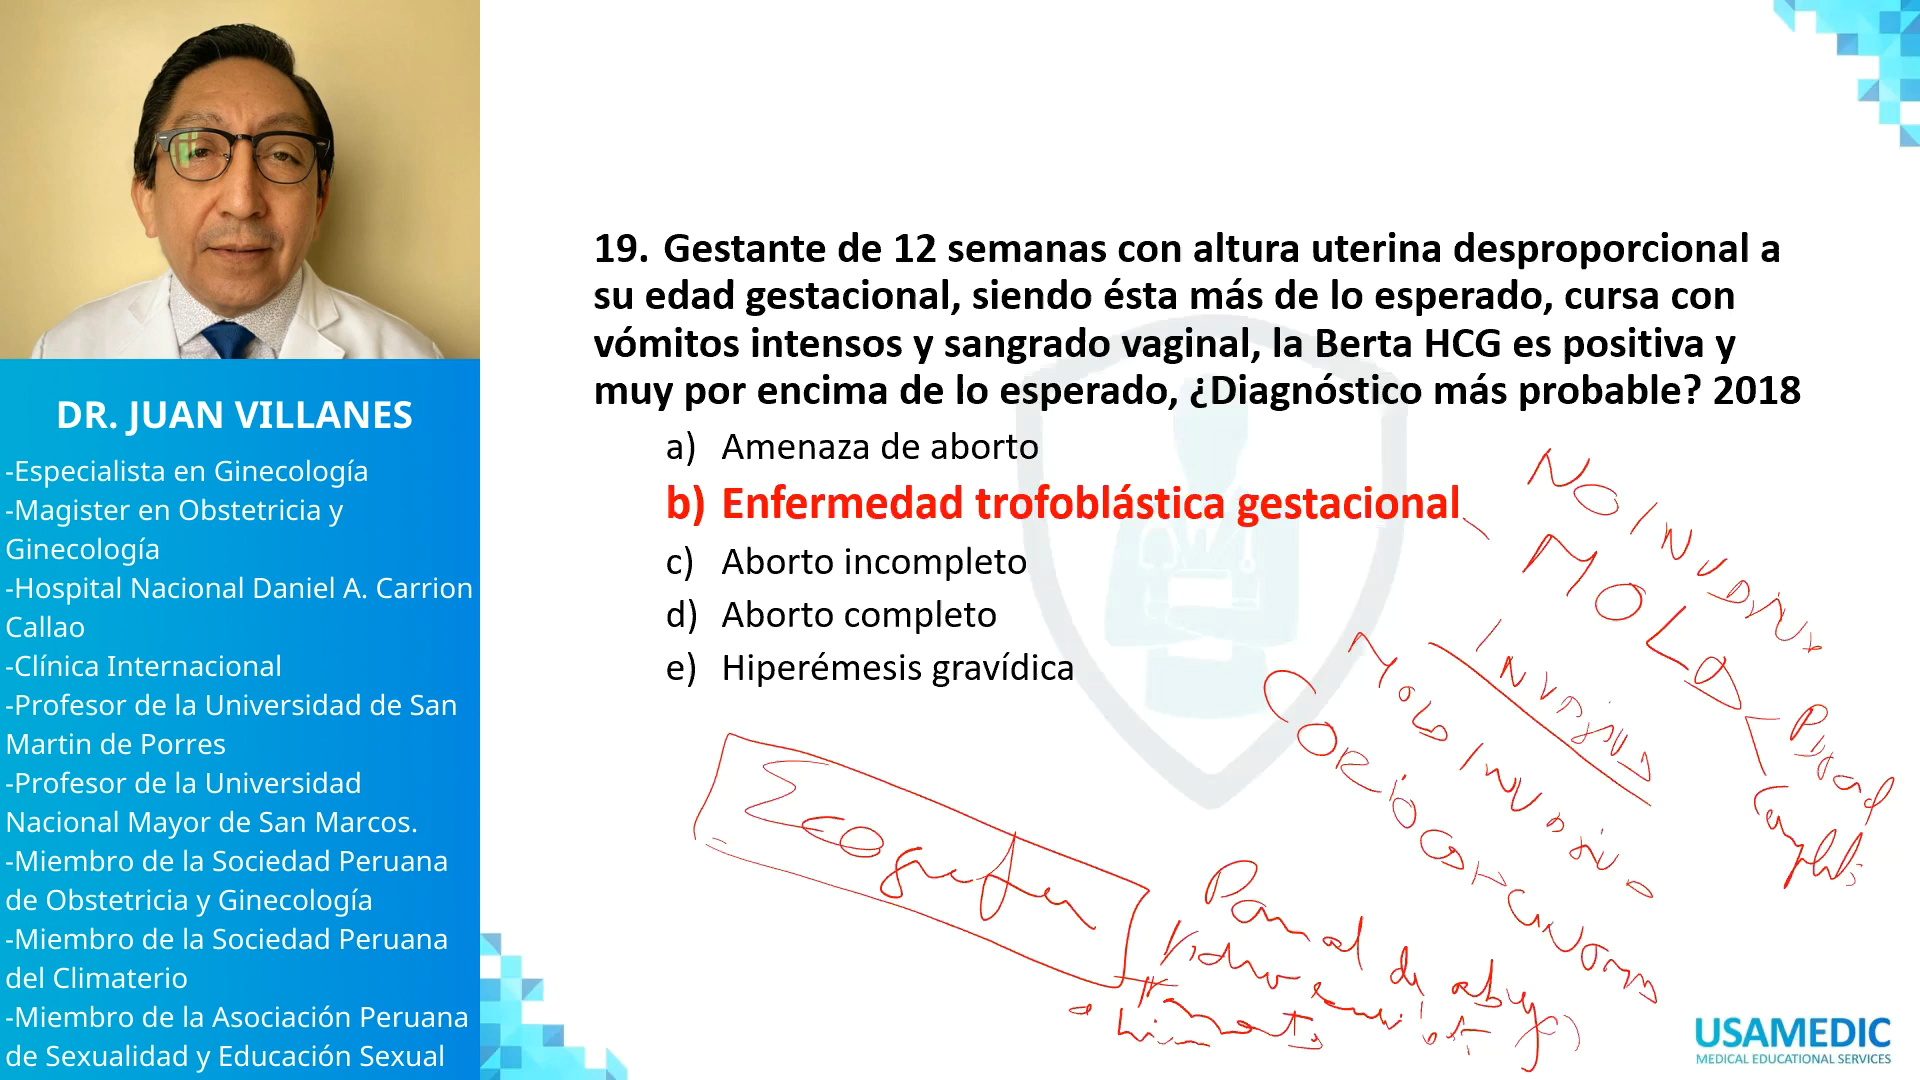 DR. JUAN VILLANES
-Especialista en Ginecología
-Magister en Obstetricia y
Ginecología
-Hospital Nacional Daniel A. Carrion
Callao
-Clínica Internacional
-Profesor de la Universidad de San
Martin de Porres
-Profesor de la Universidad
Nacional Mayor de San Marcos.
-Miembro de la Sociedad Peruana
de Obstetricia y Ginecología
-Miembro de la Sociedad Peruana
del Climaterio
-Miembro de la Asociación Peruana
de Sexualidad y Educación Sexual
19. Gestante de 12 semanas con altura uterina desproporcional a
su edad gestacional, siendo ésta más de lo esperado, cursa con
vómitos intensos y sangrado vaginal, la Berta HCG es positiva y
muy por encima de lo esperado, ¿Diagnóstico más probable? 2018
a) Amenaza de aborto
b) Enfermedad trofoblástica gestacional
c) Aborto incompleto
d) Aborto completo
e) Hiperémesis gravídica
NO
MOLA
MOLA
Panal de
USAMEDIC
MEDICAL EDUCATIONAL SERVICES